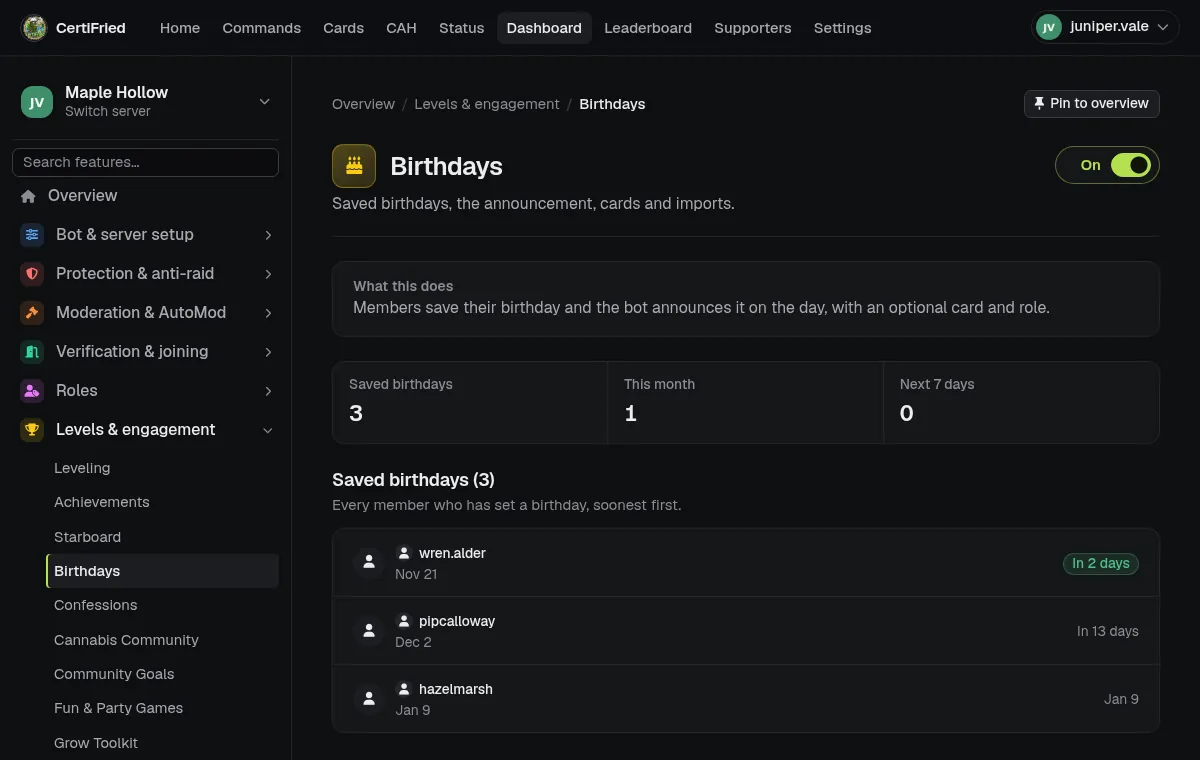 CertiFried Home Commands Cards CAH Status Dashboard Leaderboard Supporters Settings JV juniper.vale
JV Maple Hollow
Switch server
Search features...
Overview
Bot & server setup
Protection & anti-raid
Moderation & AutoMod
Verification & joining
Roles
Levels & engagement
Leveling
Achievements
Starboard
Birthdays
Confessions
Cannabis Community
Community Goals
Fun & Party Games
Grow Toolkit
Overview / Levels & engagement / Birthdays
Pin to overview
Birthdays
On
Saved birthdays, the announcement, cards and imports.
What this does
Members save their birthday and the bot announces it on the day, with an optional card and role.
Saved birthdays This month Next 7 days
3 1 0
Saved birthdays (3)
Every member who has set a birthday, soonest first.
wren.alder
Nov 21
In 2 days
pipcalloway
Dec 2
In 13 days
hazelmarsh
Jan 9
Jan 9